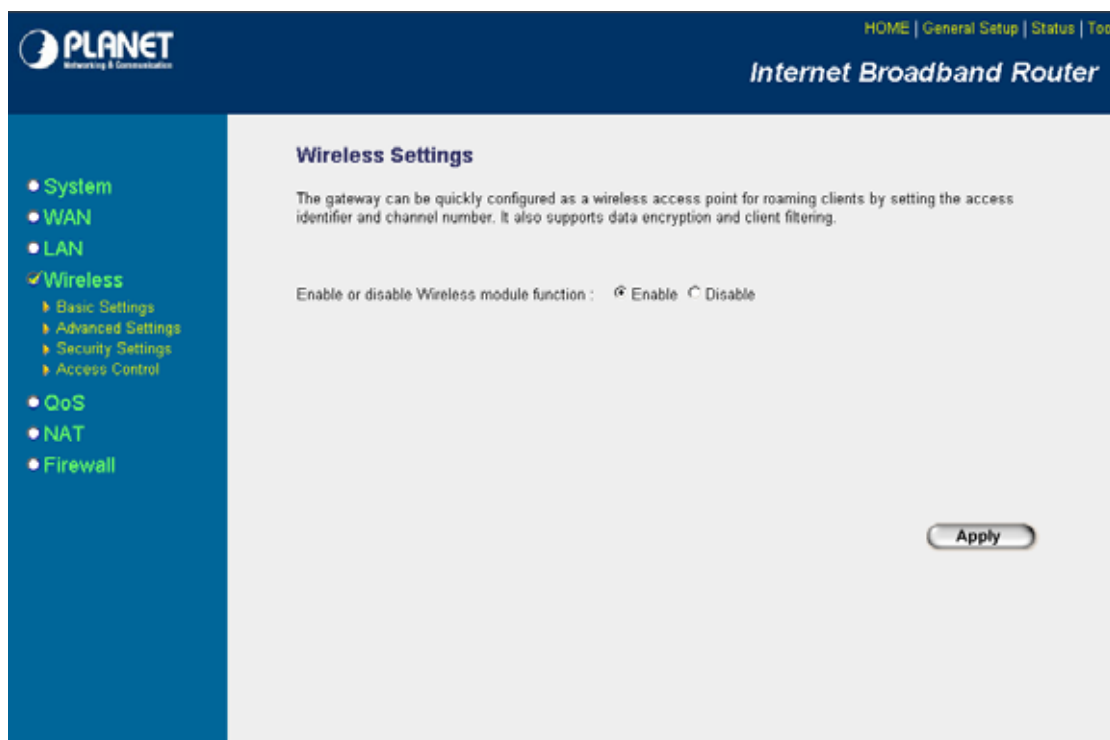 PLANET
Networking & Communication
HOME | General Setup | Status |
Internet Broadband Router
System
WAN
LAN
Wireless
Basic Settings
Advanced Settings
Security Settings
Access Control
QoS
NAT
Firewall
Wireless Settings
The gateway can be quickly configured as a wireless access point for roaming clients by setting the access
identifier and channel number. It also supports data encryption and client filtering.
Enable or disable Wireless module function : Enable Disable
Apply